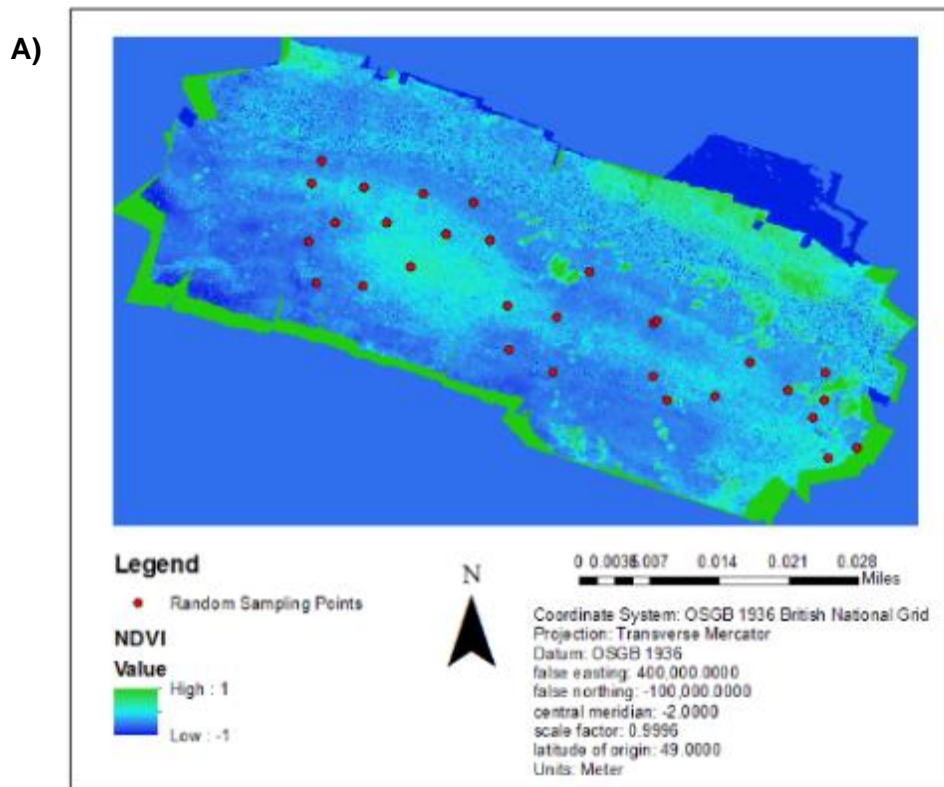 A)
Legend
Random Sampling Points
NDVI
Value
High : 1
Low : -1
N
0 0.0035 0.007 0.014 0.021 0.028
Miles
Coordinate System: OSGB 1936 British National Grid
Projection: Transverse Mercator
Datum: OSGB 1936
false easting: 400,000.0000
false northing: -100,000.0000
central meridian: -2.0000
scale factor: 0.9996
latitude of origin: 49.0000
Units: Meter